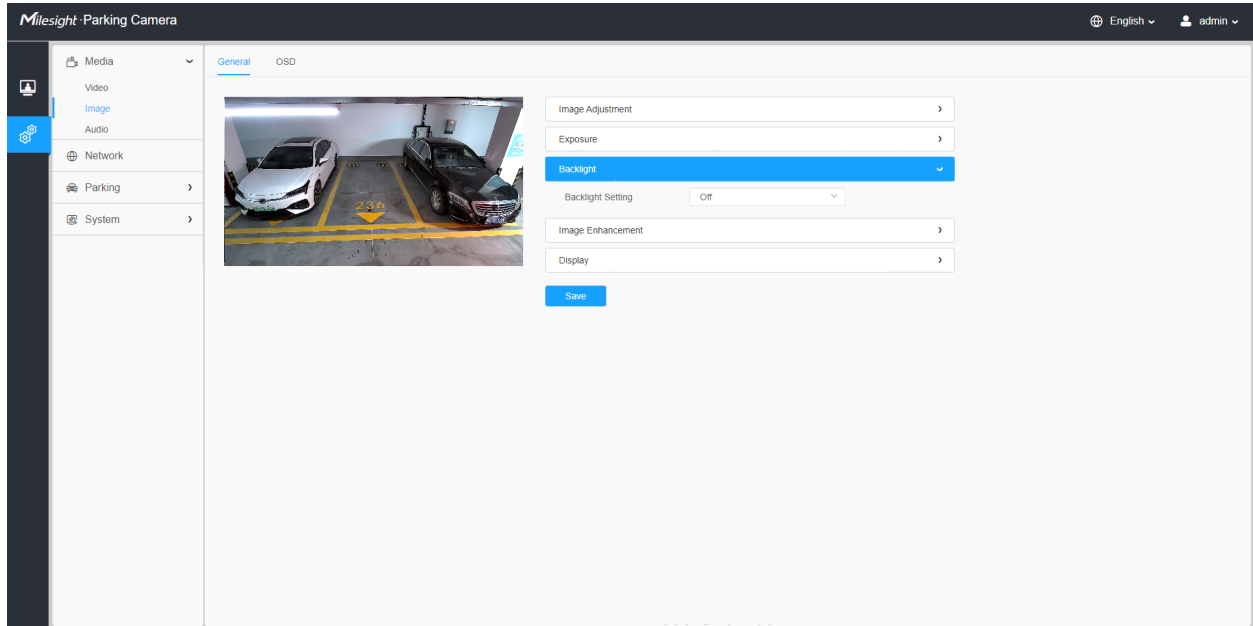 Milesight·Parking Camera
English
admin
Media
Video
Image
Audio
Network
Parking
System
General
OSD
236
Image Adjustment
Exposure
Backlight
Backlight Setting
Off
Image Enhancement
Display
Save